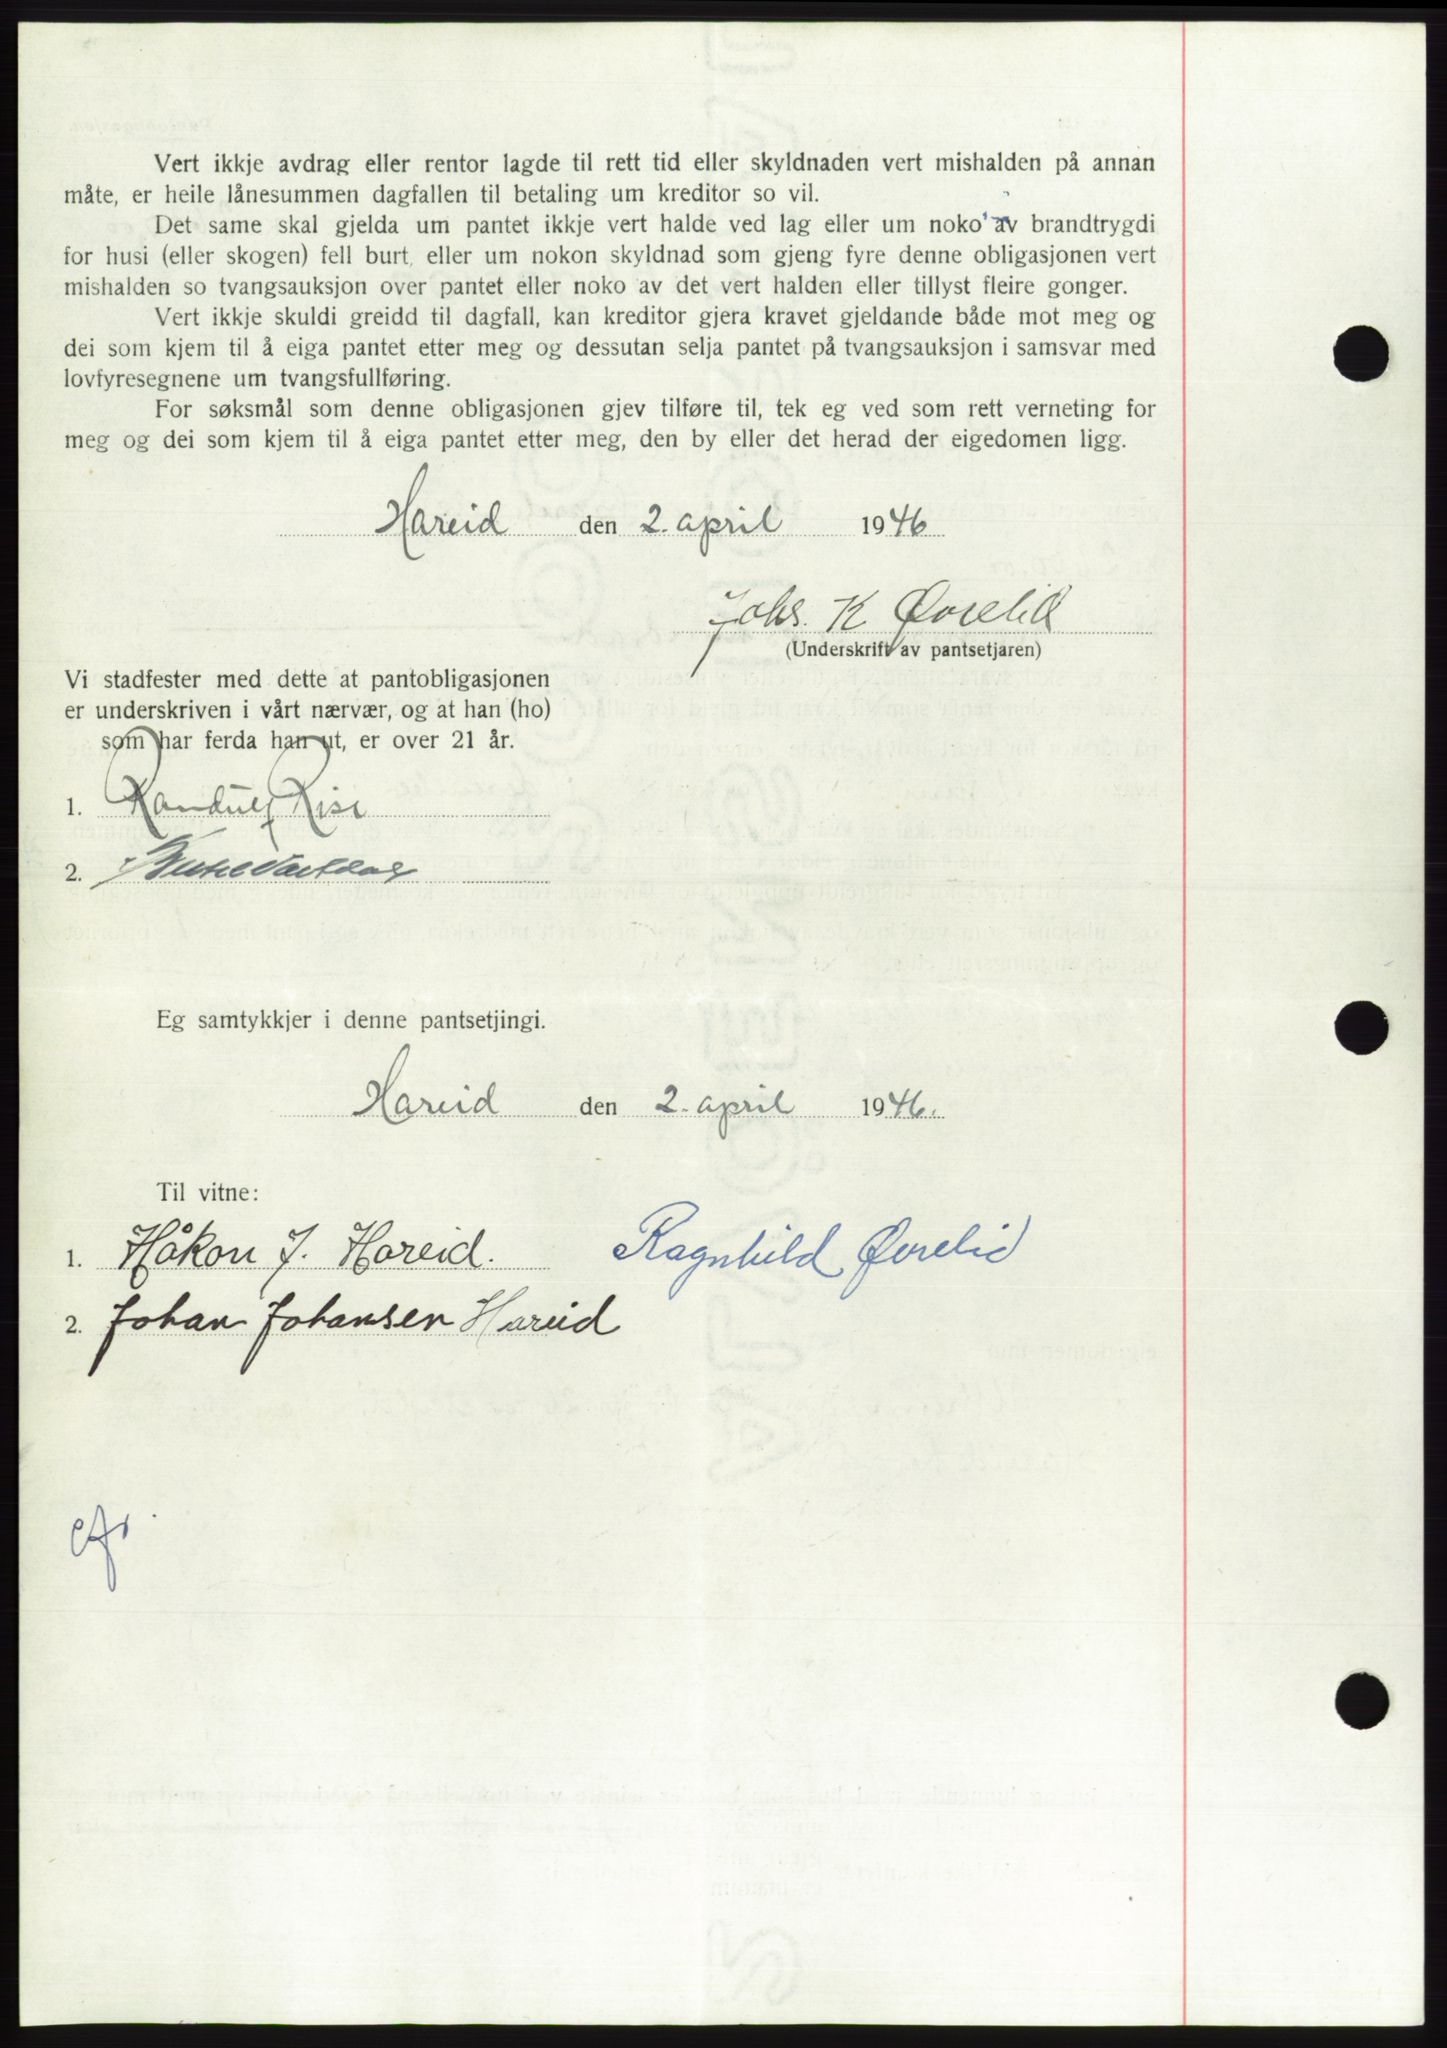 Vert ikkje avdrag eller rentor lagde til rett tid eller skyldnaden vert mishalden på annan
måte, er heile lånesummen dagfallen til betaling um kreditor so vil.
Det same skal gjelda um pantet ikkje vert halde ved lag eller um noko av brandtrygdi
for husi (eller skogen) fell burt, eller um nokon skyldnad som gjeng fyre denne obligasjonen vert
mishalden so tvangsauksjon over pantet eller noko av det vert halden eller tillyst fleire gonger.
Vert ikkje skuldi greidd til dagfall, kan kreditor gjera kravet gjeldande både mot meg og
dei som kjem til å eiga pantet etter meg og dessutan selja pantet på tvangsauksjon i samsvar med
lovfyresegnene um tvangsfullføring.
For søksmål som denne obligasjonen gjev tilføre til, tek eg ved som rett verneting for
meg og dei som kjem til å eiga pantet etter meg, den by eller det herad der eigedomen ligg.
Hareid den 2. april 1946
Johs. K Øvrelid
(Underskrift av pantsetjaren)
Vi stadfester med dette at pantobligasjonen
er underskriven i vårt nærvær, og at han (ho)
som har ferda han ut, er over 21 år.
1. Randulf Rise
2.
Eg samtykkjer i denne pantsetjingi.
Hareid den 2. april 1946.
Til vitne:
1. Håkon J. Hareid. Ragnhild Øvrelid
2. Johan Johansen Hareid